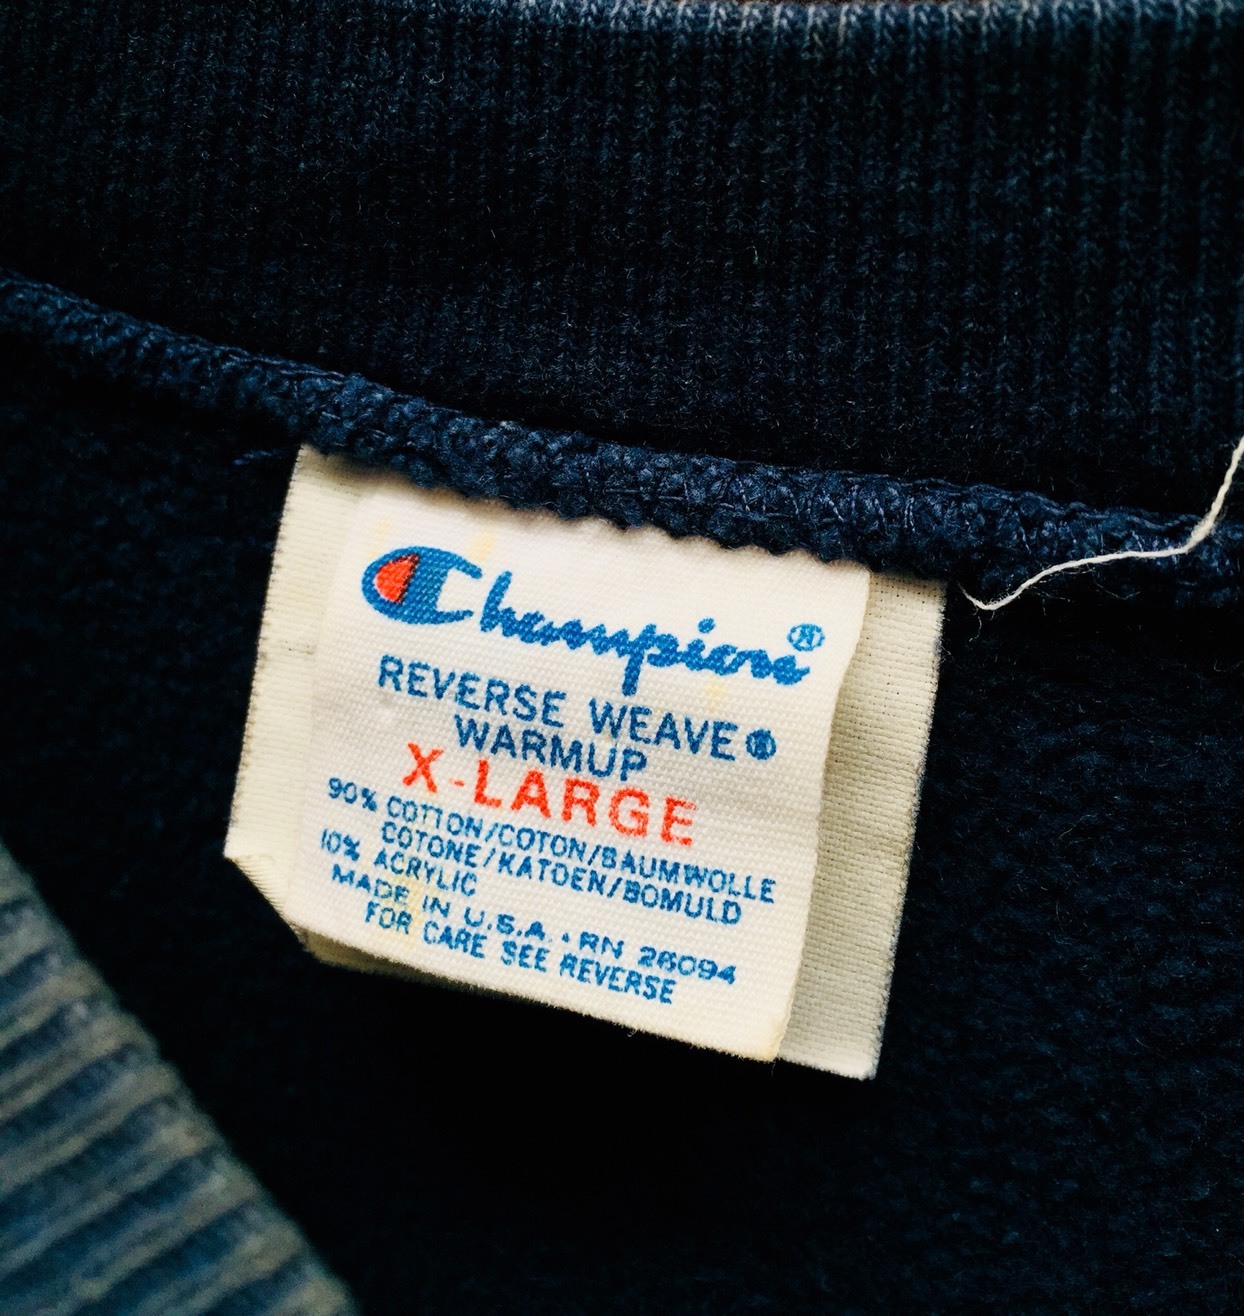 Champion®
REVERSE WEAVE®
WARMUP
X-LARGE
90% COTTON/COTON/BAUMWOLLE
COTONE/KATOEN/BOMULD
10% ACRYLIC
MADE IN U.S.A. • RN 26094
FOR CARE SEE REVERSE